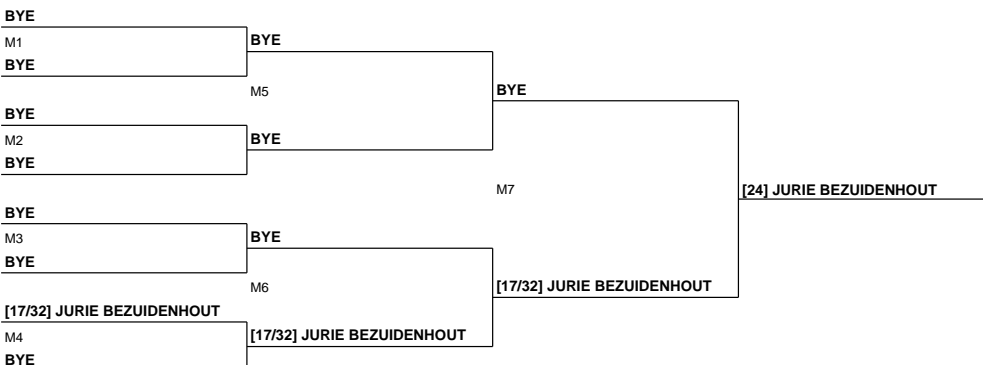 BYE
M1 BYE
BYE
M5 BYE
BYE
M2 BYE
BYE
M7 [24] JURIE BEZUIDENHOUT
BYE
M3 BYE
BYE
M6 [17/32] JURIE BEZUIDENHOUT
[17/32] JURIE BEZUIDENHOUT
M4 [17/32] JURIE BEZUIDENHOUT
BYE